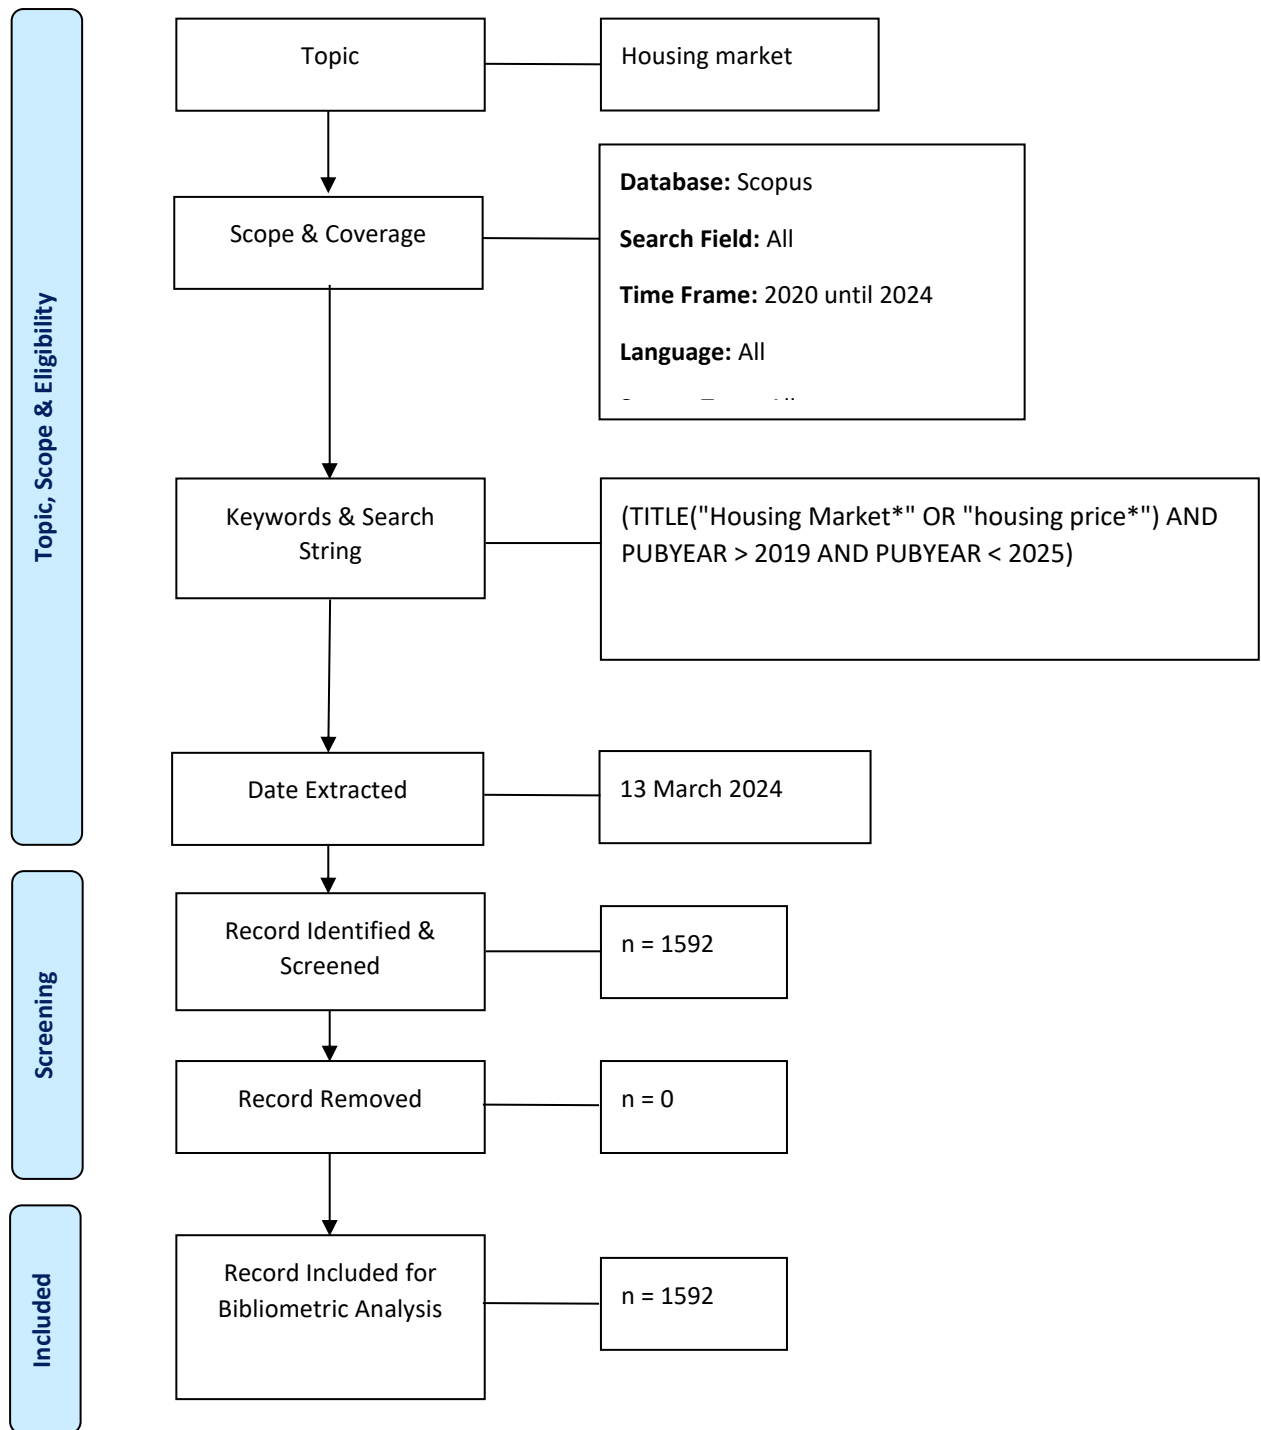 Topic, Scope & Eligibility
Topic
Housing market
Scope & Coverage
Database: Scopus
Search Field: All
Time Frame: 2020 until 2024
Language: All
Keywords & Search
String
(TITLE("Housing Market*" OR "housing price*") AND
PUBYEAR > 2019 AND PUBYEAR < 2025)
Date Extracted
13 March 2024
Screening
Record Identified &
Screened
n = 1592
Record Removed
n = 0
Included
Record Included for
Bibliometric Analysis
n = 1592